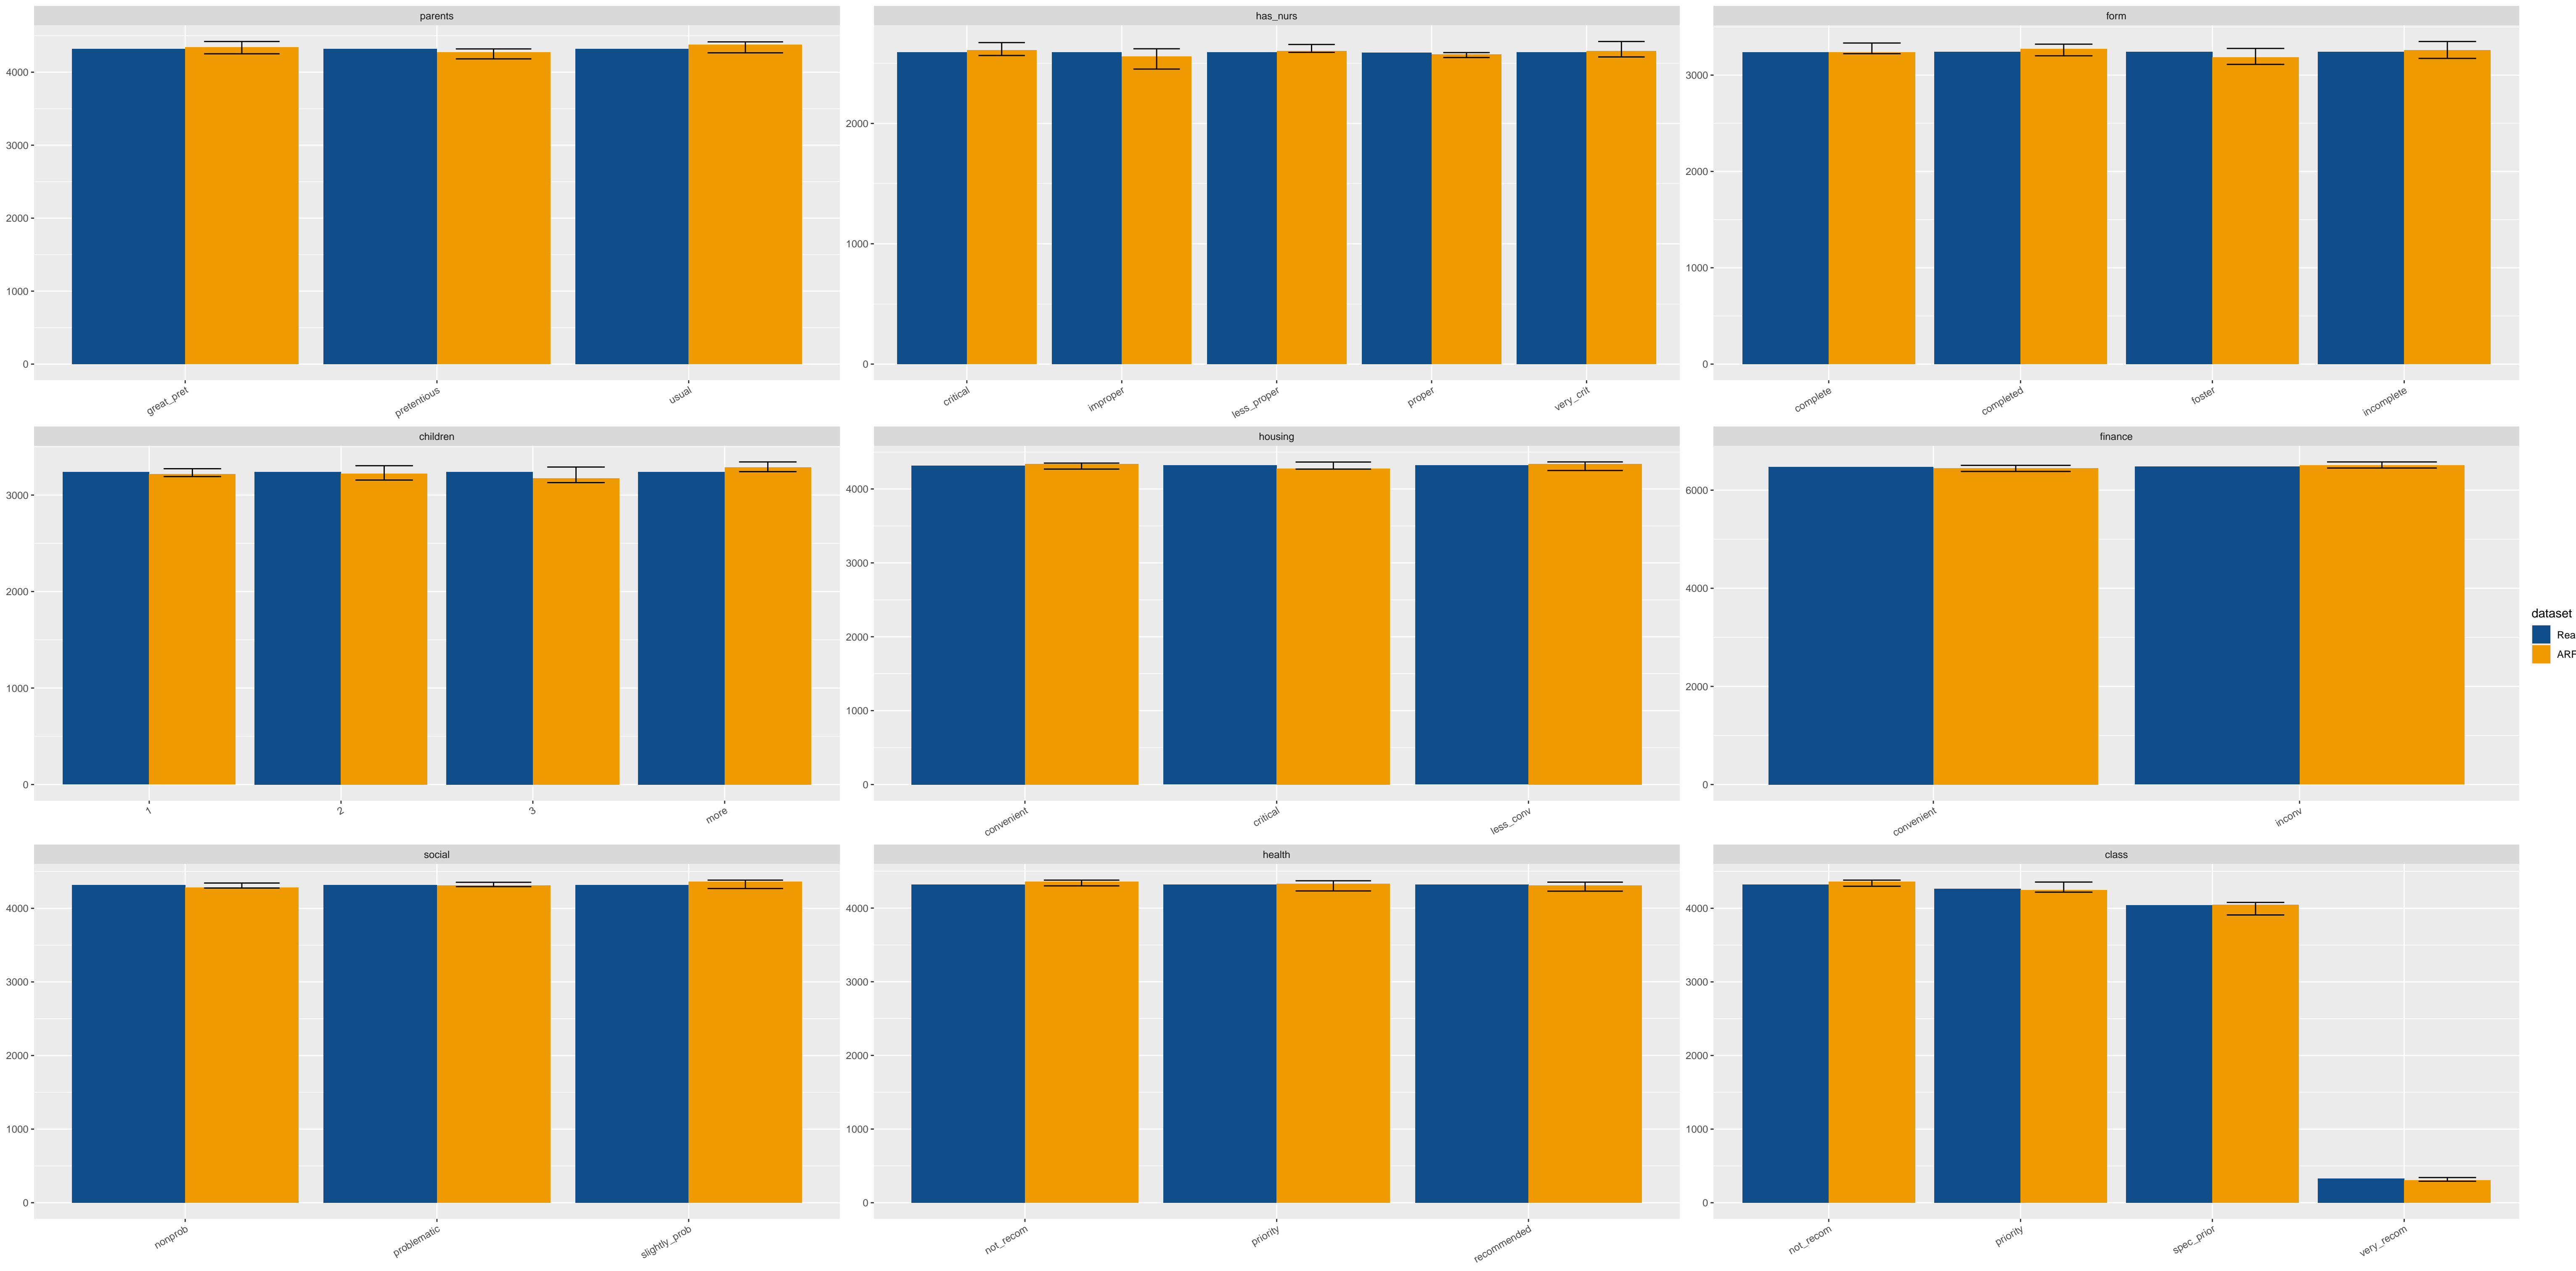 parents
has_nurs
form
4000
3000
2000
1000
0
2000
1000
0
3000
2000
1000
0
great_pret
pretentious
usual
critical
improper
less_proper
proper
very_crit
complete
completed
foster
incomplete
children
housing
finance
3000
2000
1000
0
4000
3000
2000
1000
0
6000
4000
2000
0
1
2
3
more
convenient
critical
less_conv
convenient
inconv
dataset
Rea
ARF
social
health
class
4000
3000
2000
1000
0
4000
3000
2000
1000
0
4000
3000
2000
1000
0
nonprob
problematic
slightly_prob
not_recom
priority
recommended
not_recom
priority
spec_prior
very_recom